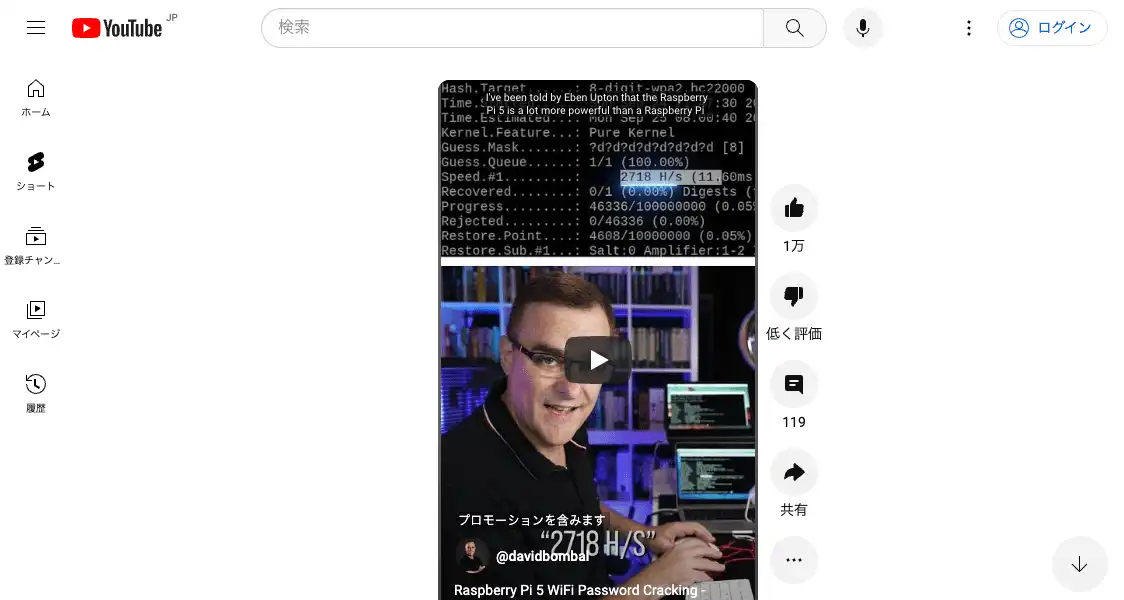 YouTube JP
検索
ログイン
ホーム
ショート
登録チャン...
マイページ
履歴
Hash.Target......: 8-digit-wpa2.hc22000
I've been told by Eben Upton that the Raspberry
Pi 5 is a lot more powerful than a Raspberry Pi
Time.Estimated...: Mon Sep 25 08:00:40 20
Kernel.Feature...: Pure Kernel
Guess.Mask.......: ?d?d?d?d?d?d?d?d [8]
Guess.Queue......: 1/1 (100.00%)
Speed.#1.........: 2718 H/s (11.60ms
Recovered........: 0/1 (0.00%) Digests (
Progress.........: 46336/100000000 (0.05%
Rejected.........: 0/46336 (0.00%)
Restore.Point....: 4608/10000000 (0.05%)
Restore.Sub.#1...: Salt:0 Amplifier:1-2
1万
低く評価
119
共有
プロモーションを含みます
"2718 H/S"
@davidbombal
Raspberry Pi 5 WiFi Password Cracking -